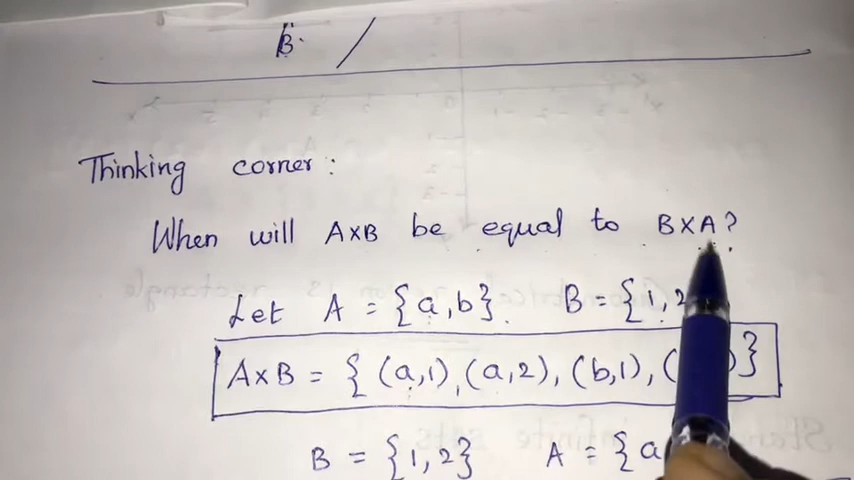 B.
Thinking corner:
When will A×B be equal to B×A?
Let A = {a,b}. B = {1, 2
A×B = {(a,1), (a,2), (b,1), ( )}
B = {1,2} A = {a